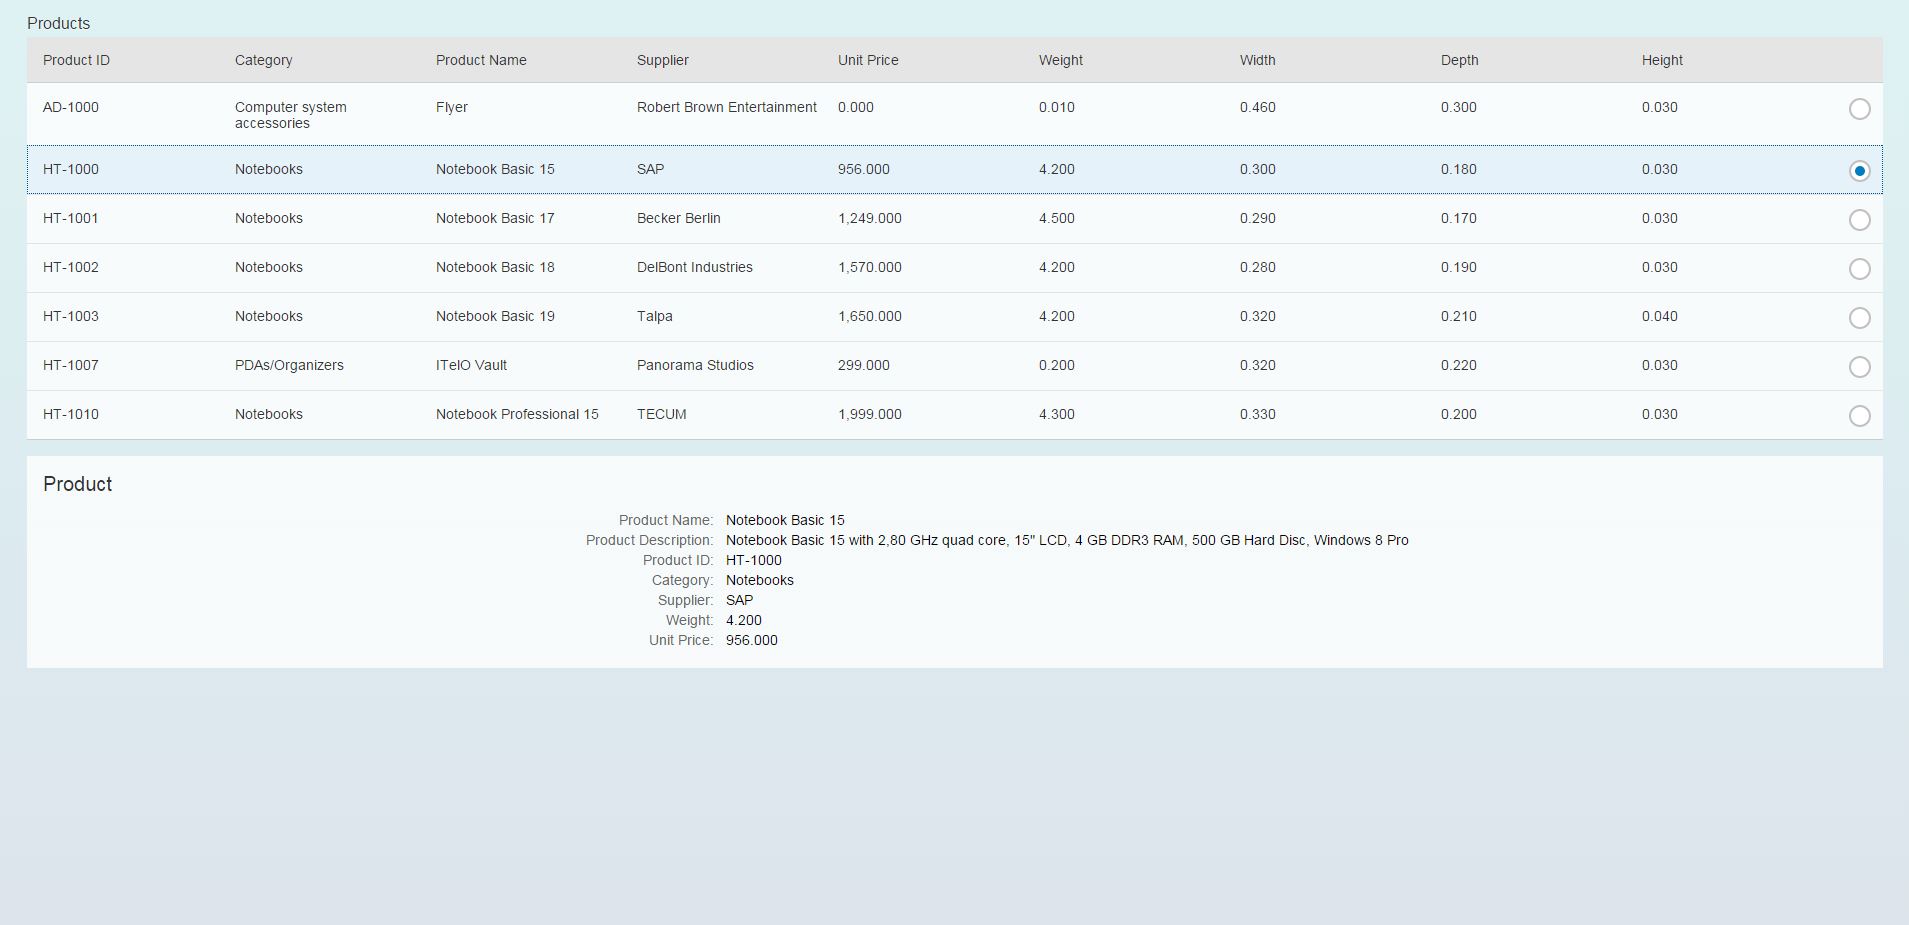 Products
Product ID Category Product Name Supplier Unit Price Weight Width Depth Height
AD-1000 Computer system Flyer Robert Brown Entertainment 0.000 0.010 0.460 0.300 0.030
accessories
HT-1000 Notebooks Notebook Basic 15 SAP 956.000 4.200 0.300 0.180 0.030
HT-1001 Notebooks Notebook Basic 17 Becker Berlin 1,249.000 4.500 0.290 0.170 0.030
HT-1002 Notebooks Notebook Basic 18 DelBont Industries 1,570.000 4.200 0.280 0.190 0.030
HT-1003 Notebooks Notebook Basic 19 Talpa 1,650.000 4.200 0.320 0.210 0.040
HT-1007 PDAs/Organizers ITelO Vault Panorama Studios 299.000 0.200 0.320 0.220 0.030
HT-1010 Notebooks Notebook Professional 15 TECUM 1,999.000 4.300 0.330 0.200 0.030
Product
Product Name: Notebook Basic 15
Product Description: Notebook Basic 15 with 2,80 GHz quad core, 15" LCD, 4 GB DDR3 RAM, 500 GB Hard Disc, Windows 8 Pro
Product ID: HT-1000
Category: Notebooks
Supplier: SAP
Weight: 4.200
Unit Price: 956.000